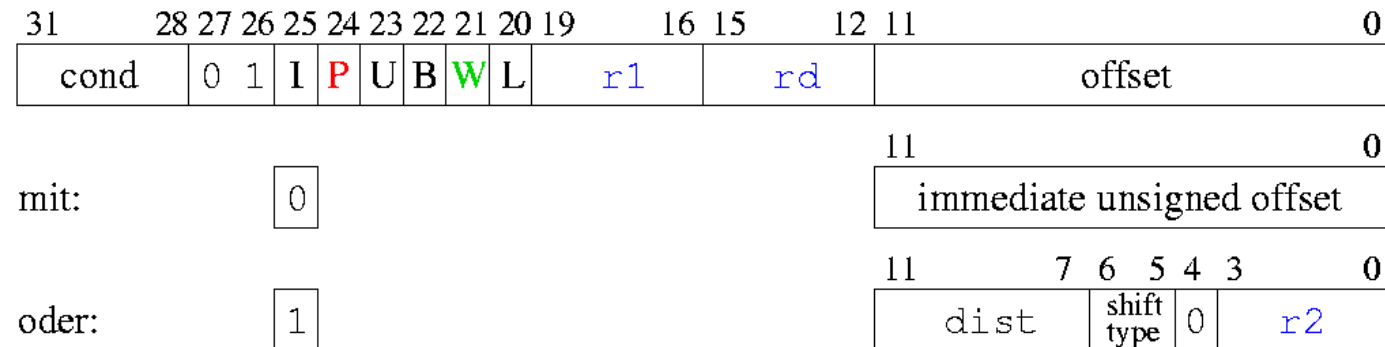 31 28 27 26 25 24 23 22 21 20 19 16 15 12 11 0
cond 0 1 I P U B W L r1 rd offset
11 0
mit: 0 immediate unsigned offset
11 7 6 5 4 3 0
oder: 1 dist shift type 0 r2